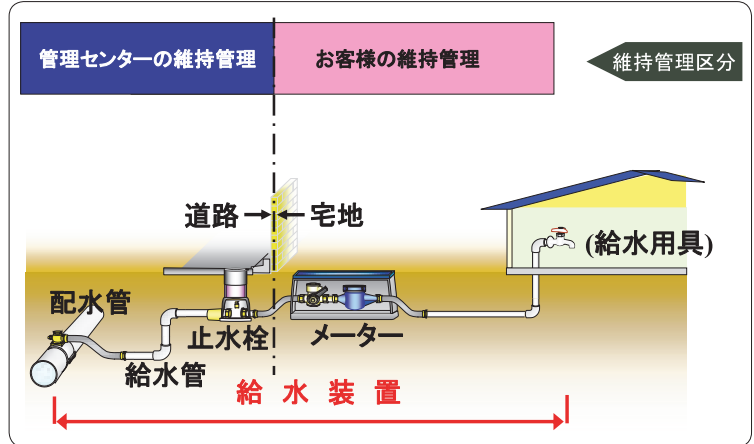 管理センターの維持管理
お客様の維持管理
維持管理区分
道路
宅地
(給水用具)
配水管
止水栓
メーター
給水管
給水装置